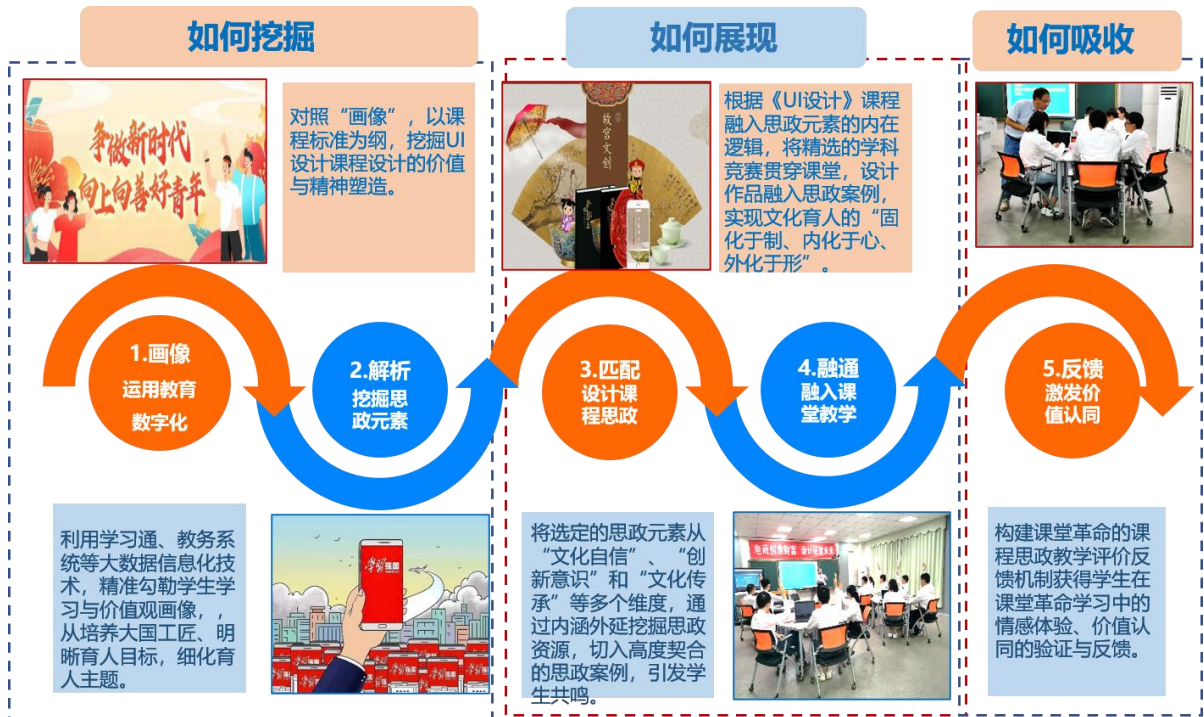 如何挖掘
如何展现
如何吸收
争做新时代
向上向善好青年
对照“画像”，以课
程标准为纲，挖掘UI
设计课程设计的价值
与精神塑造。
故宫文创
根据《UI设计》课程
融入思政元素的内在
逻辑，将精选的学科
竞赛贯穿课堂，设计
作品融入思政案例，
实现文化育人的“固
化于制、内化于心、
外化于形”。
1.画像
运用教育
数字化
2.解析
挖掘思
政元素
3.匹配
设计课
程思政
4.融通
融入课
堂教学
5.反馈
激发价
值认同
利用学习通、教务系
统等大数据信息化技
术，精准勾勒学生学
习与价值观画像，，
从培养大国工匠、明
晰育人目标，细化育
人主题。
学习强国
将选定的思政元素从
“文化自信”、“创
新意识”和“文化传
承”等多个维度，通
过内涵外延挖掘思政
资源，切入高度契合
的思政案例，引发学
生共鸣。
构建课堂革命的课
程思政教学评价反
馈机制获得学生在
课堂革命学习中的
情感体验、价值认
同的验证与反馈。